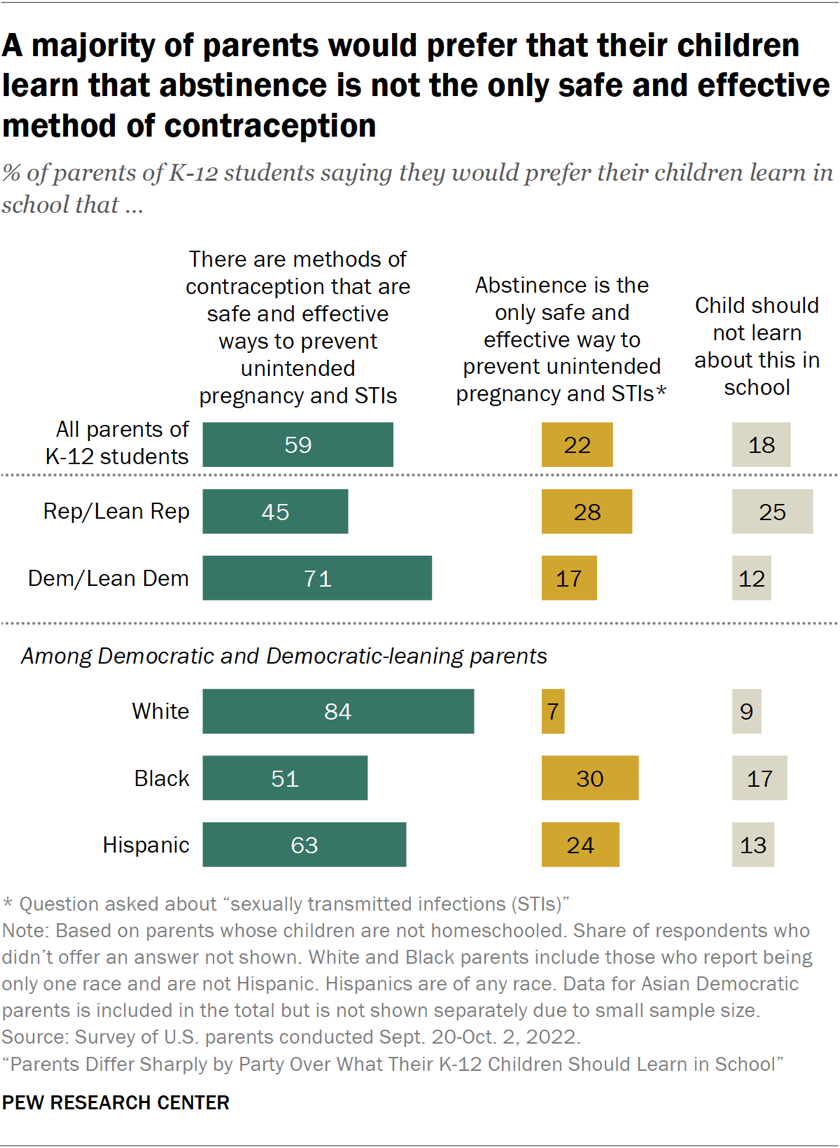 A majority of parents would prefer that their children
learn that abstinence is not the only safe and effective
method of contraception
% of parents of K-12 students saying they would prefer their children learn in
school that ...
There are methods of
contraception that are
safe and effective
ways to prevent
unintended
pregnancy and STIs
Abstinence is the
only safe and
effective way to
prevent unintended
pregnancy and STIs*
Child should
not learn
about this in
school
All parents of
K-12 students
59
22
18
Rep/Lean Rep
45
28
25
Dem/Lean Dem
71
17
12
Among Democratic and Democratic-leaning parents
White
84
7
9
Black
51
30
17
Hispanic
63
24
13
* Question asked about “sexually transmitted infections (STIs)”
Note: Based on parents whose children are not homeschooled. Share of respondents who
didn’t offer an answer not shown. White and Black parents include those who report being
only one race and are not Hispanic. Hispanics are of any race. Data for Asian Democratic
parents is included in the total but is not shown separately due to small sample size.
Source: Survey of U.S. parents conducted Sept. 20-Oct. 2, 2022.
“Parents Differ Sharply by Party Over What Their K-12 Children Should Learn in School”
PEW RESEARCH CENTER